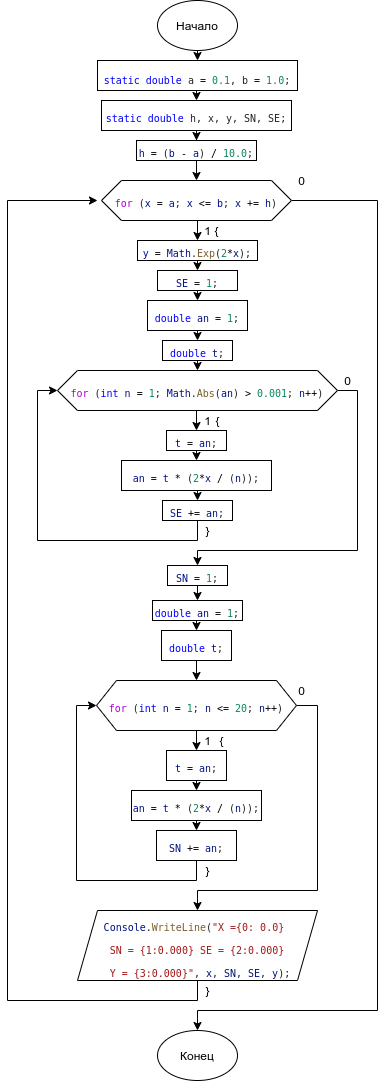 Начало
static double a = 0.1, b = 1.0;
static double h, x, y, SN, SE;
h = (b - a) / 10.0;
0
for (x = a; x <= b; x += h)
1 {
y = Math.Exp(2*x);
SE = 1;
double an = 1;
double t;
0
for (int n = 1; Math.Abs(an) > 0.001; n++)
1 {
t = an;
an = t * (2*x / (n));
SE += an;
}
SN = 1;
double an = 1;
double t;
0
for (int n = 1; n <= 20; n++)
1 {
t = an;
an = t * (2*x / (n));
SN += an;
}
Console.WriteLine("X ={0: 0.0}
SN = {1:0.000} SE = {2:0.000}
Y = {3:0.000}", x, SN, SE, y);
}
Конец